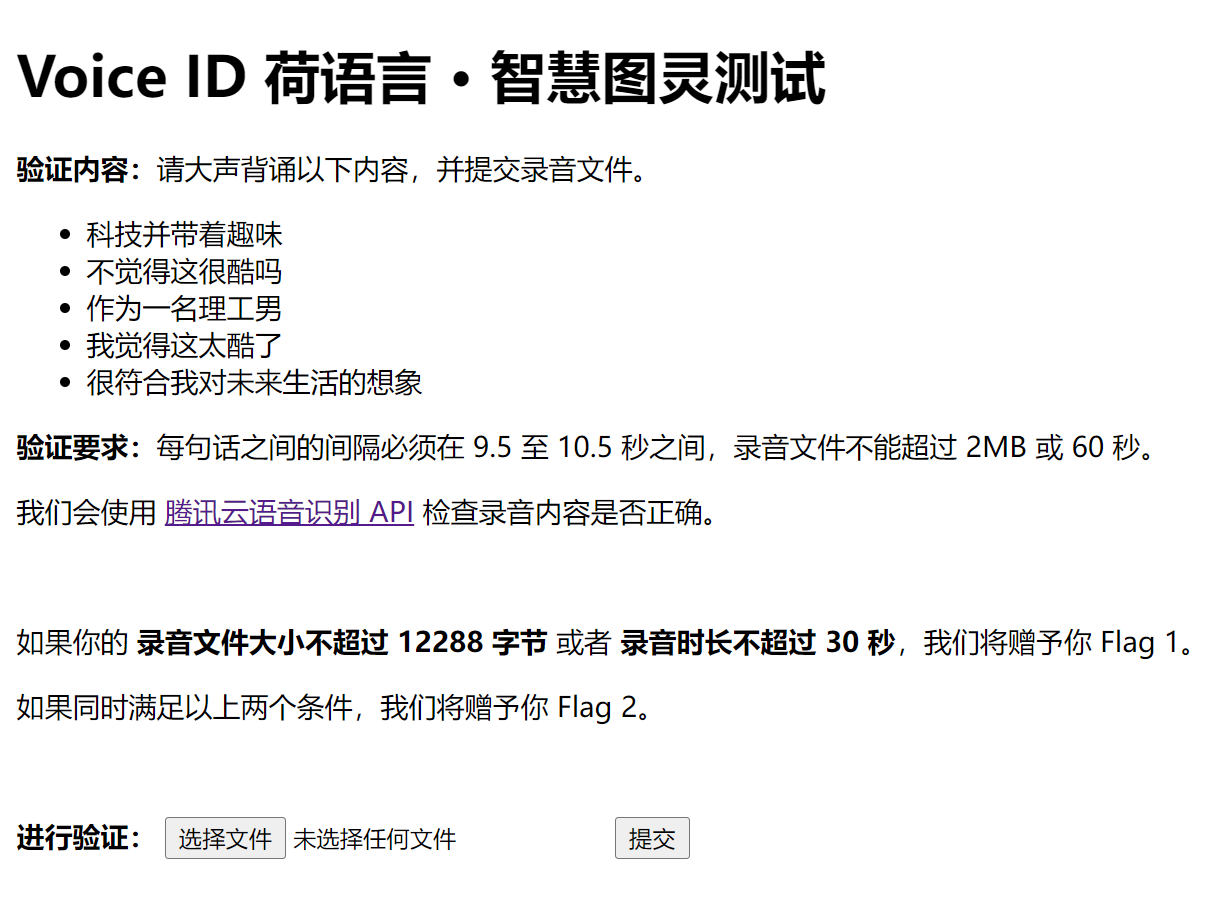 Voice ID 荷语言・智慧图灵测试
验证内容：请大声背诵以下内容，并提交录音文件。
科技并带着趣味
不觉得这很酷吗
作为一名理工男
我觉得这太酷了
很符合我对未来生活的想象
验证要求：每句话之间的间隔必须在 9.5 至 10.5 秒之间，录音文件不能超过 2MB 或 60 秒。
我们会使用 腾讯云语音识别 API 检查录音内容是否正确。
如果你的 录音文件大小不超过 12288 字节 或者 录音时长不超过 30 秒，我们将赠予你 Flag 1。
如果同时满足以上两个条件，我们将赠予你 Flag 2。
进行验证： 选择文件 未选择任何文件 提交